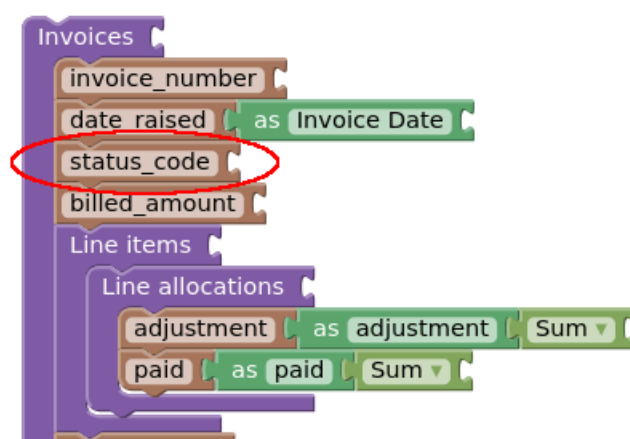 Invoices
invoice_number
date_raised as Invoice Date
status_code
billed_amount
Line items
Line allocations
adjustment as adjustment Sum
paid as paid Sum